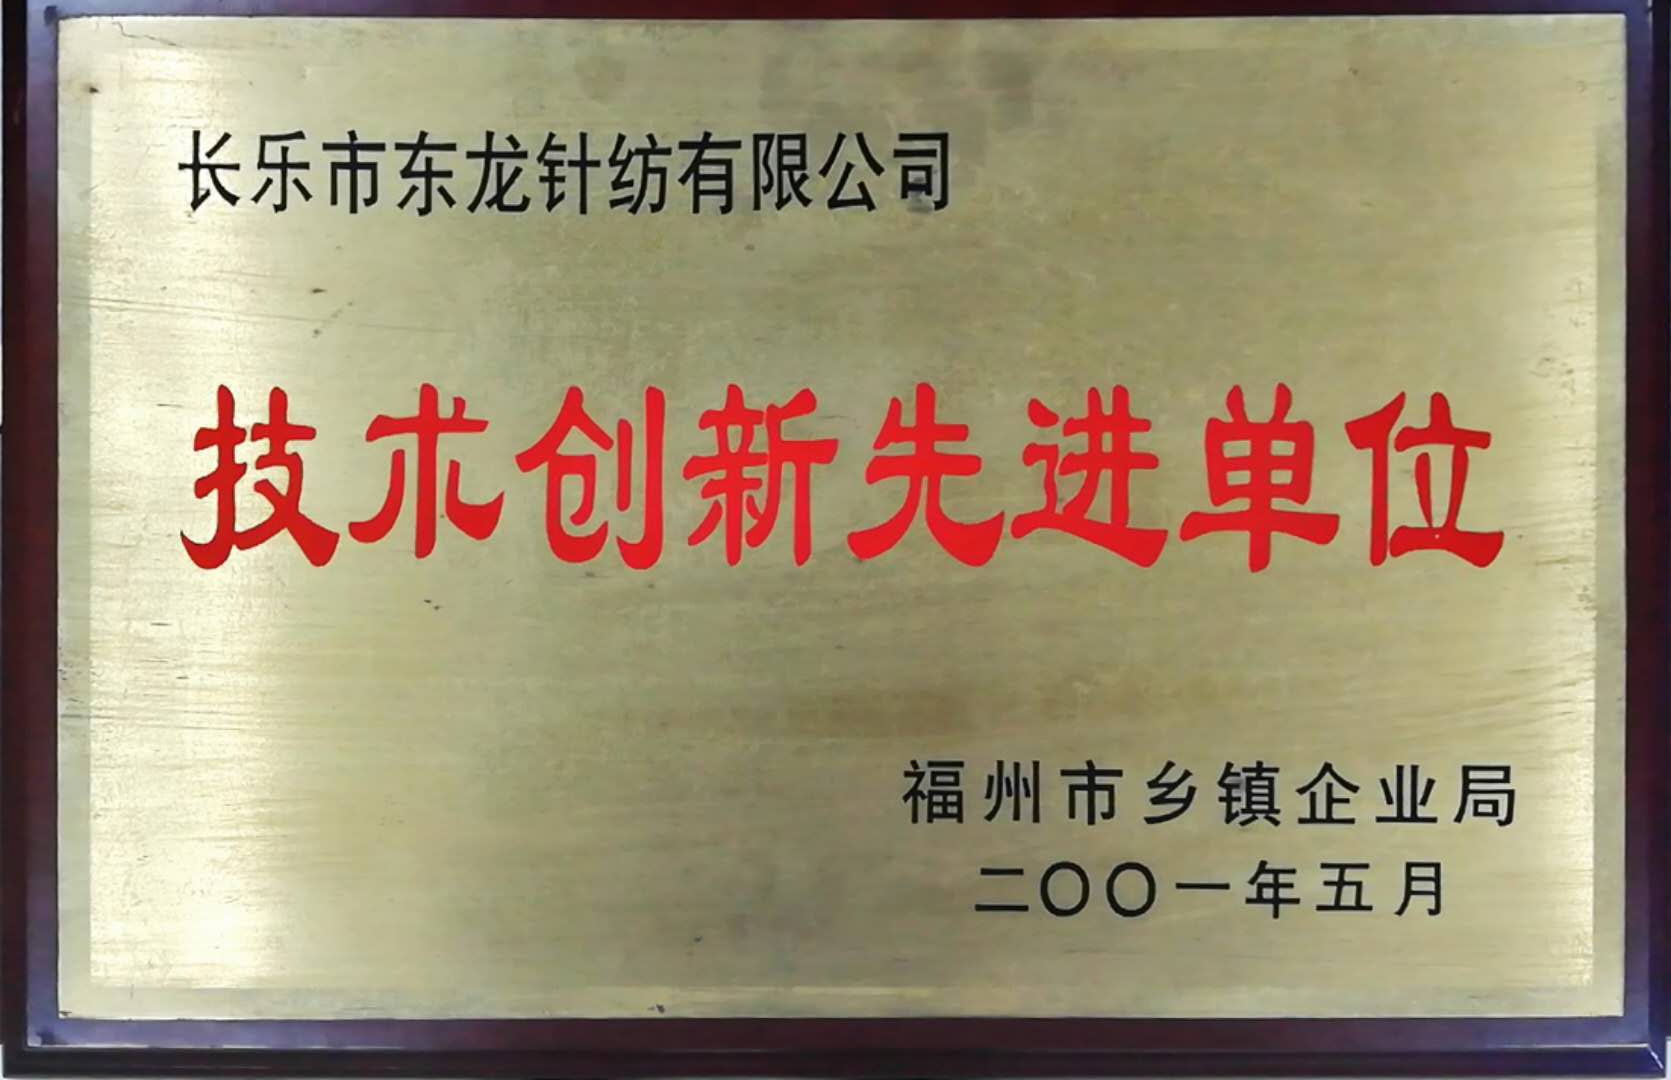 长乐市东龙针纺有限公司
技术创新先进单位
福州市乡镇企业局
二〇〇一年五月